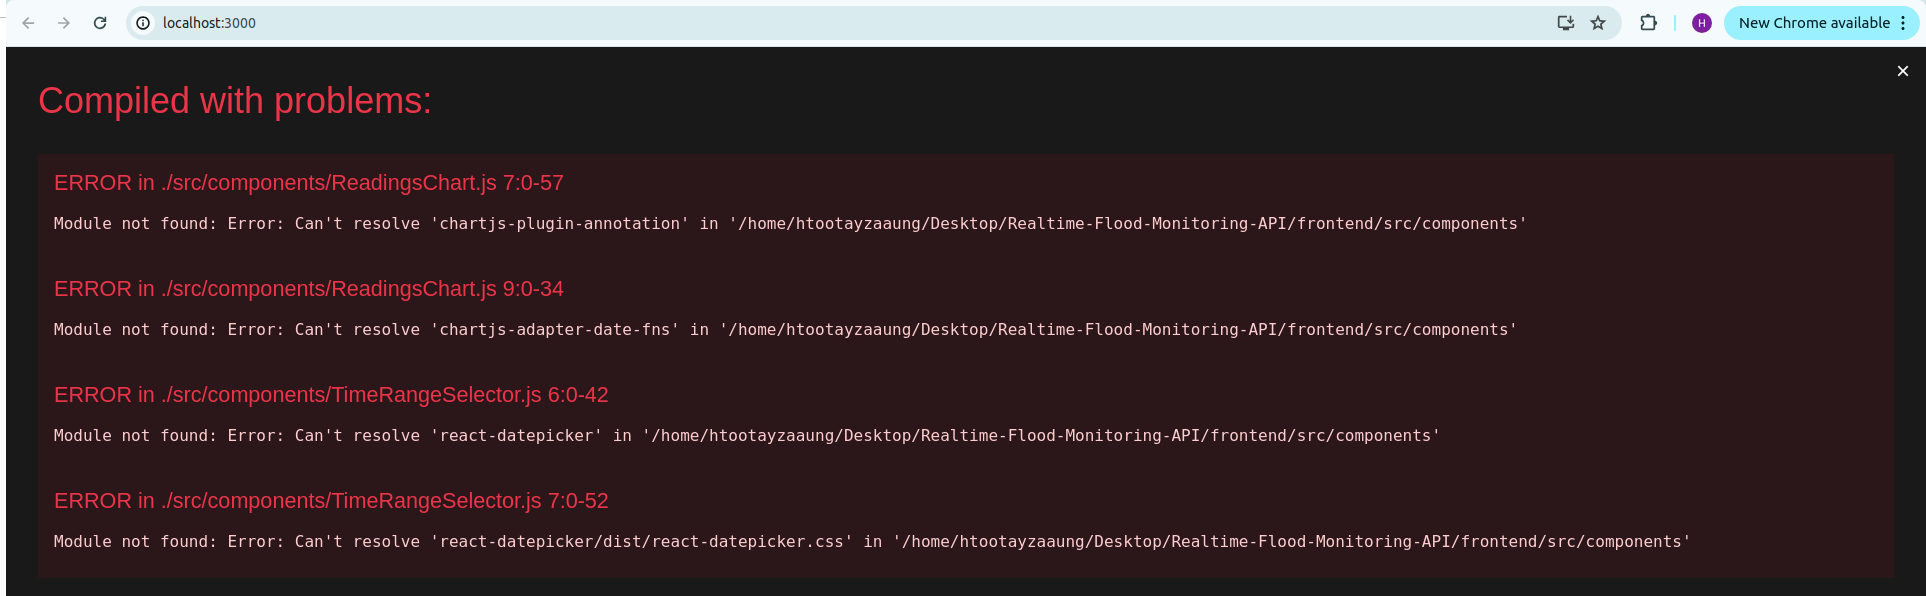 localhost:3000
H
New Chrome available
Compiled with problems:
ERROR in ./src/components/ReadingsChart.js 7:0-57
Module not found: Error: Can't resolve 'chartjs-plugin-annotation' in '/home/htootayzaaung/Desktop/Realtime-Flood-Monitoring-API/frontend/src/components'
ERROR in ./src/components/ReadingsChart.js 9:0-34
Module not found: Error: Can't resolve 'chartjs-adapter-date-fns' in '/home/htootayzaaung/Desktop/Realtime-Flood-Monitoring-API/frontend/src/components'
ERROR in ./src/components/TimeRangeSelector.js 6:0-42
Module not found: Error: Can't resolve 'react-datepicker' in '/home/htootayzaaung/Desktop/Realtime-Flood-Monitoring-API/frontend/src/components'
ERROR in ./src/components/TimeRangeSelector.js 7:0-52
Module not found: Error: Can't resolve 'react-datepicker/dist/react-datepicker.css' in '/home/htootayzaaung/Desktop/Realtime-Flood-Monitoring-API/frontend/src/components'